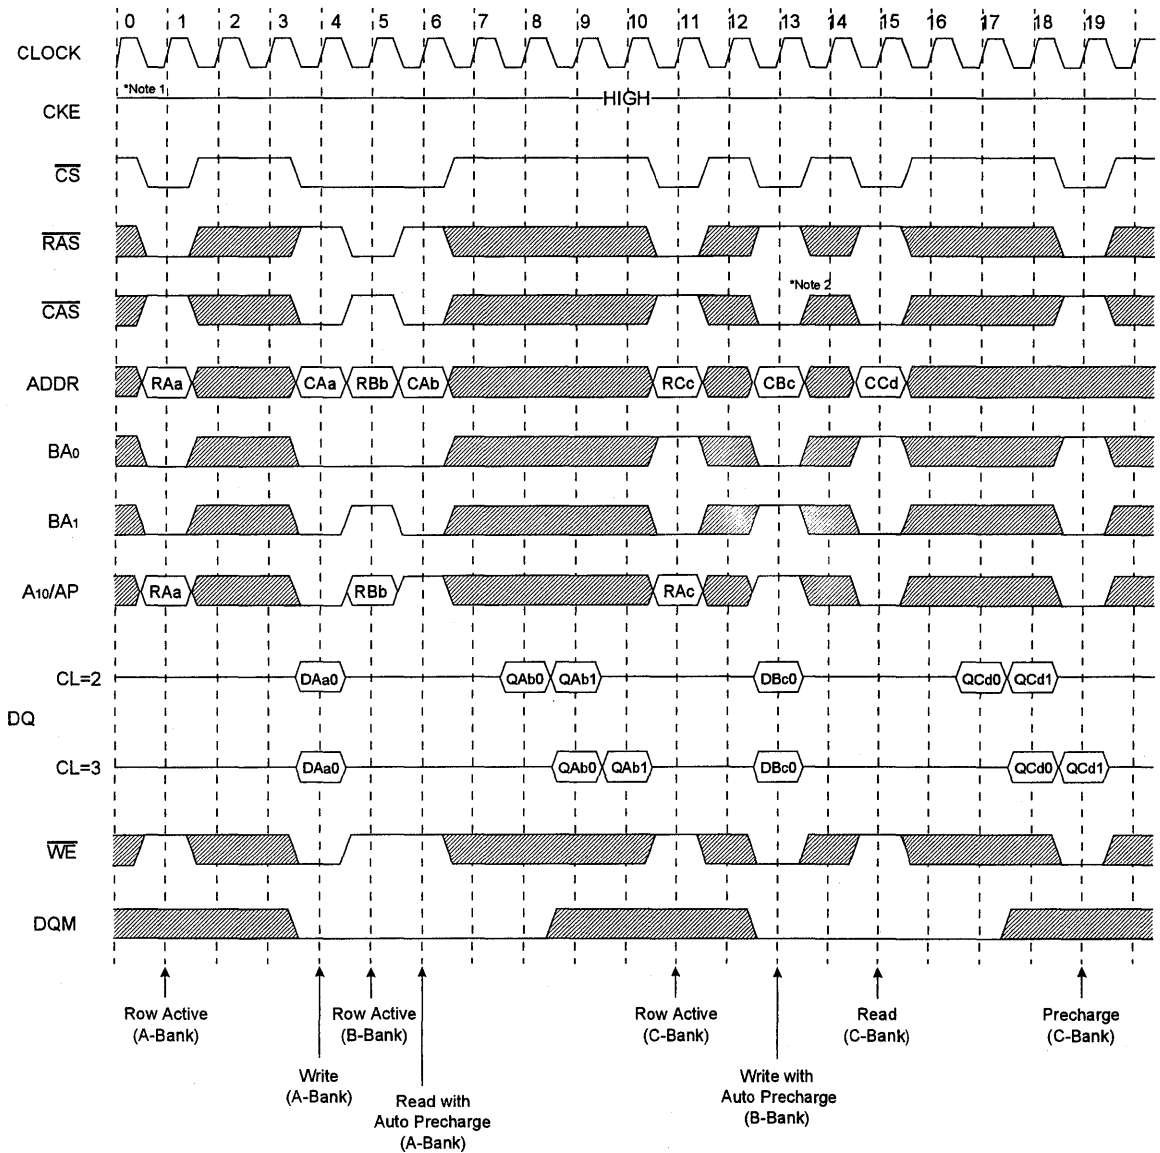 0 1 2 3 4 5 6 7 8 9 10 11 12 13 14 15 16 17 18 19
CLOCK
*Note 1
HIGH
CKE
CS
RAS
*Note 2
CAS
ADDR RAa CAa RBb CAb RCc CBc CCd
BA0
BA1
A10/AP RAa RBb RAc
CL=2 DAa0 QAb0 QAb1 DBc0 QCd0 QCd1
DQ
CL=3 DAa0 QAb0 QAb1 DBc0 QCd0 QCd1
WE
DQM
Row Active
(A-Bank)
Row Active
(B-Bank)
Row Active
(C-Bank)
Read
(C-Bank)
Precharge
(C-Bank)
Write
(A-Bank)
Read with
Auto Precharge
(A-Bank)
Write with
Auto Precharge
(B-Bank)